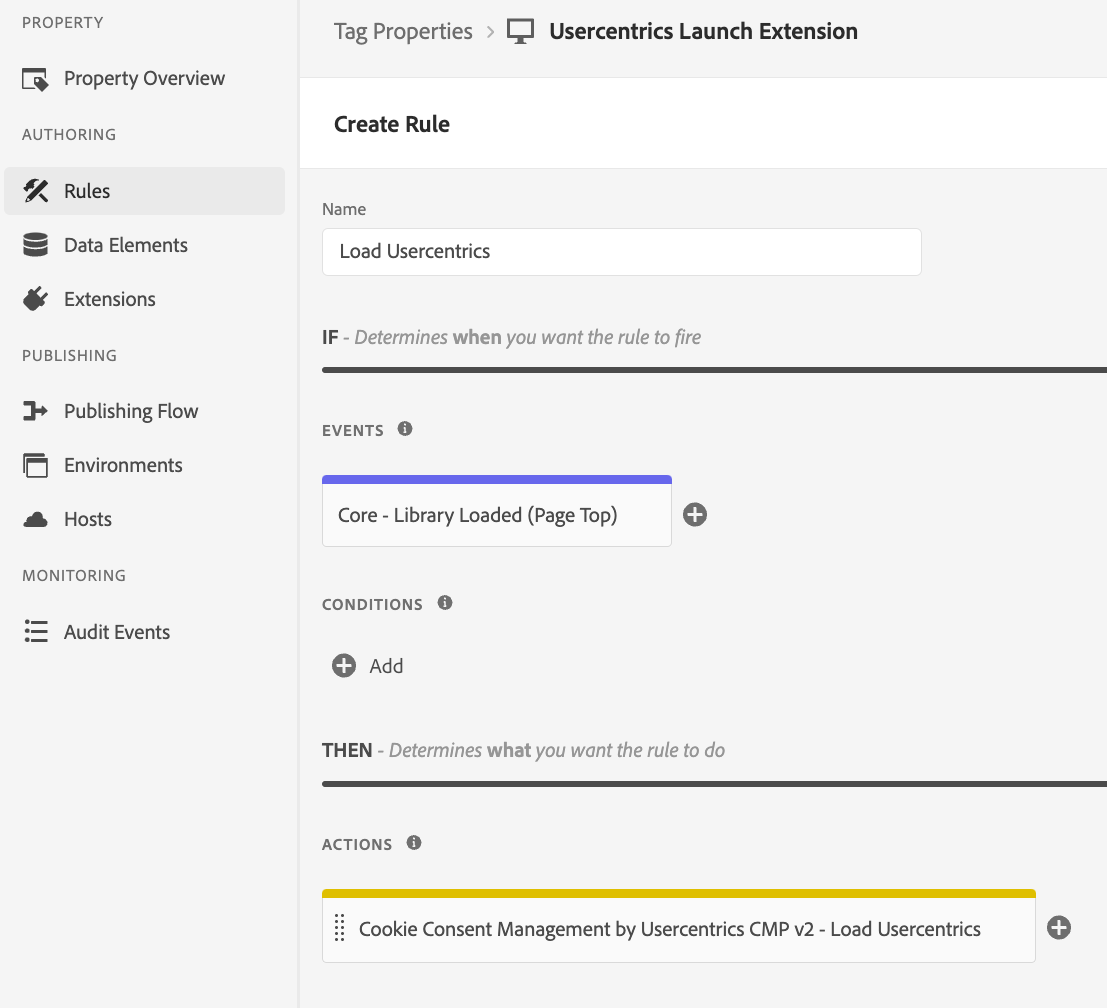 PROPERTY
Property Overview
AUTHORING
Rules
Data Elements
Extensions
PUBLISHING
Publishing Flow
Environments
Hosts
MONITORING
Audit Events
Tag Properties > Usercentrics Launch Extension
Create Rule
Name
Load Usercentrics
IF - Determines when you want the rule to fire
EVENTS
Core - Library Loaded (Page Top)
CONDITIONS
Add
THEN - Determines what you want the rule to do
ACTIONS
Cookie Consent Management by Usercentrics CMP v2 - Load Usercentrics